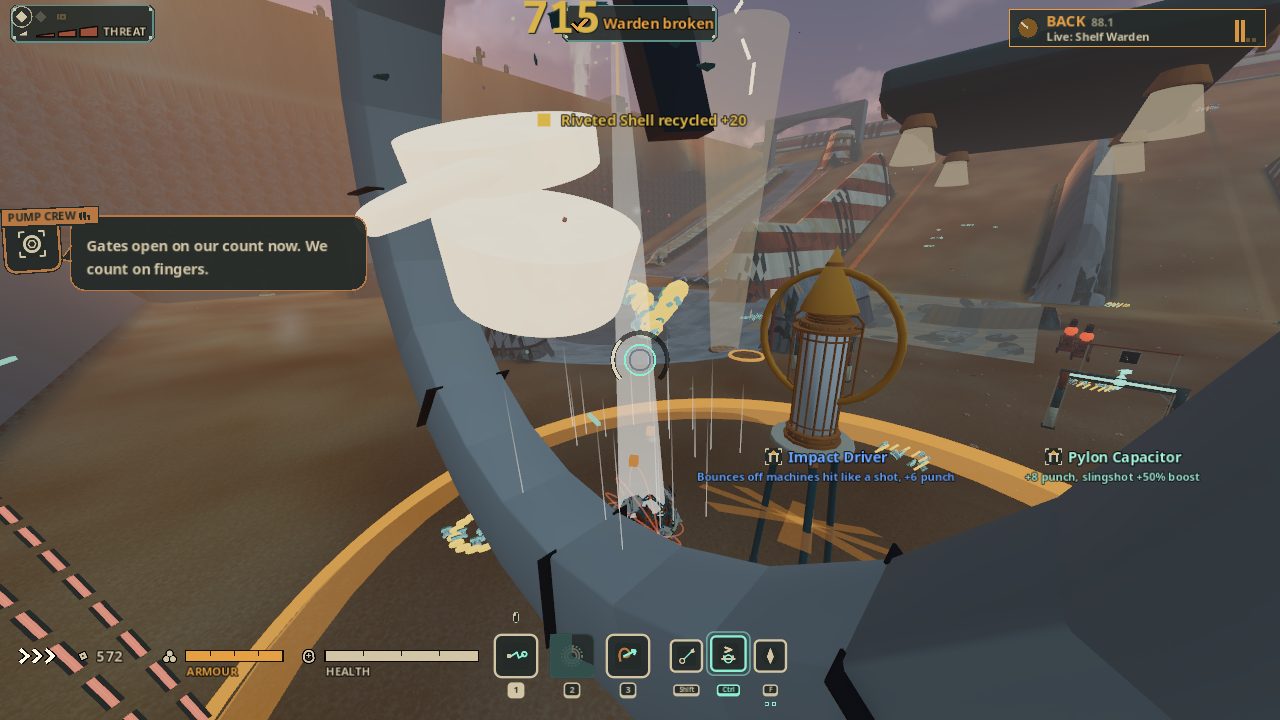 THREAT
715
Warden broken
BACK 88.1
Live: Shelf Warden
Riveted Shell recycled +20
PUMP CREW
Gates open on our count now. We
count on fingers.
Impact Driver
Bounces off machines hit like a shot, +6 punch
Pylon Capacitor
+8 punch, slingshot +50% boost
572
ARMOUR
HEALTH
1
2
3
Shift
Ctrl
F